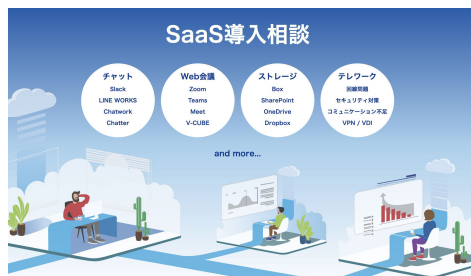 SaaS導入相談
チャット
Slack
LINE WORKS
Chatwork
Chatter
Web会議
Zoom
Teams
Meet
V-CUBE
ストレージ
Box
SharePoint
OneDrive
Dropbox
テレワーク
回線問題
セキュリティ対策
コミュニケーション不足
VPN / VDI
and more...